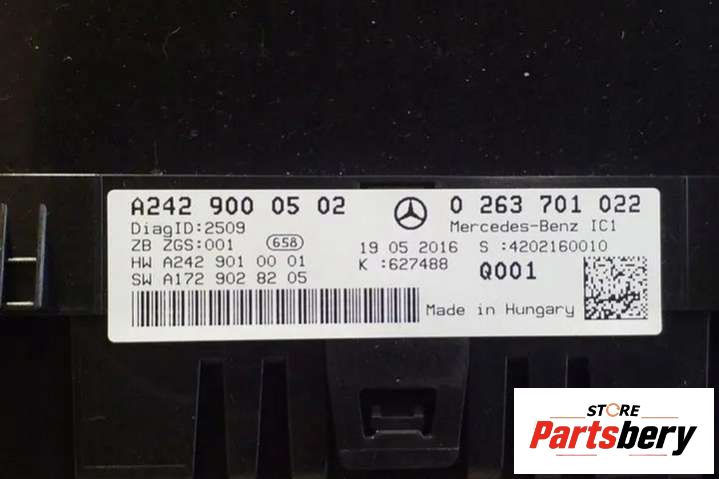 A242 900 05 02
DiagID:2509
ZB ZGS:001 658
HW A242 901 00 01
SW A172 902 82 05
19 05 2016
K :627488
0 263 701 022
Mercedes-Benz IC1
S :4202160010
Q001
Made in Hungary
STORE
Partsbery